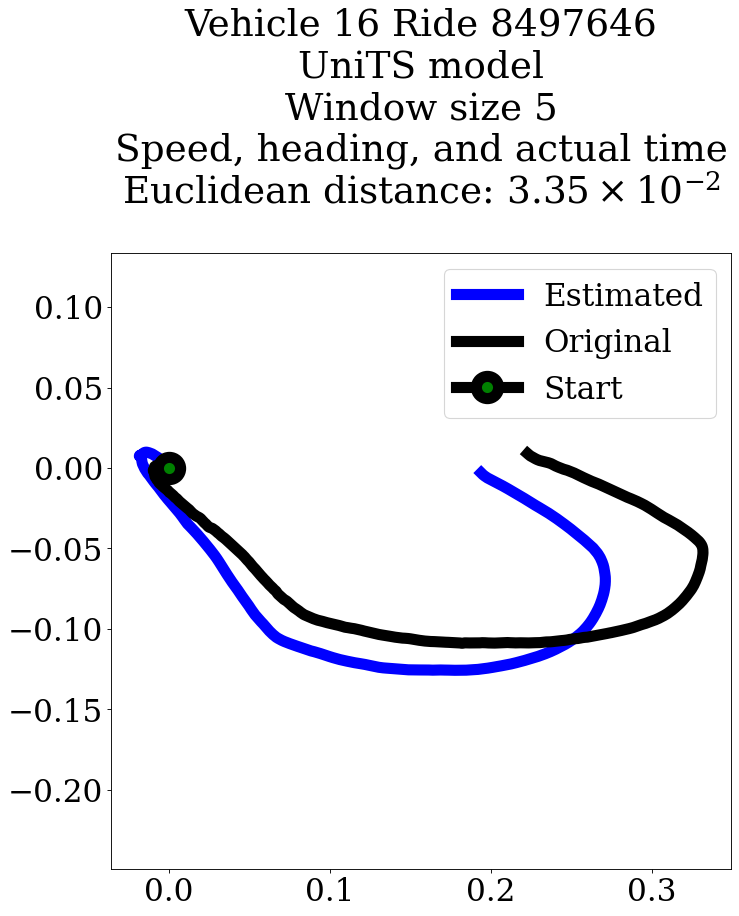 Vehicle 16 Ride 8497646
UniTS model
Window size 5
Speed, heading, and actual time
Euclidean distance: 3.35 × 10⁻²
Estimated
Original
Start
0.10
0.05
0.00
−0.05
−0.10
−0.15
−0.20
0.0 0.1 0.2 0.3